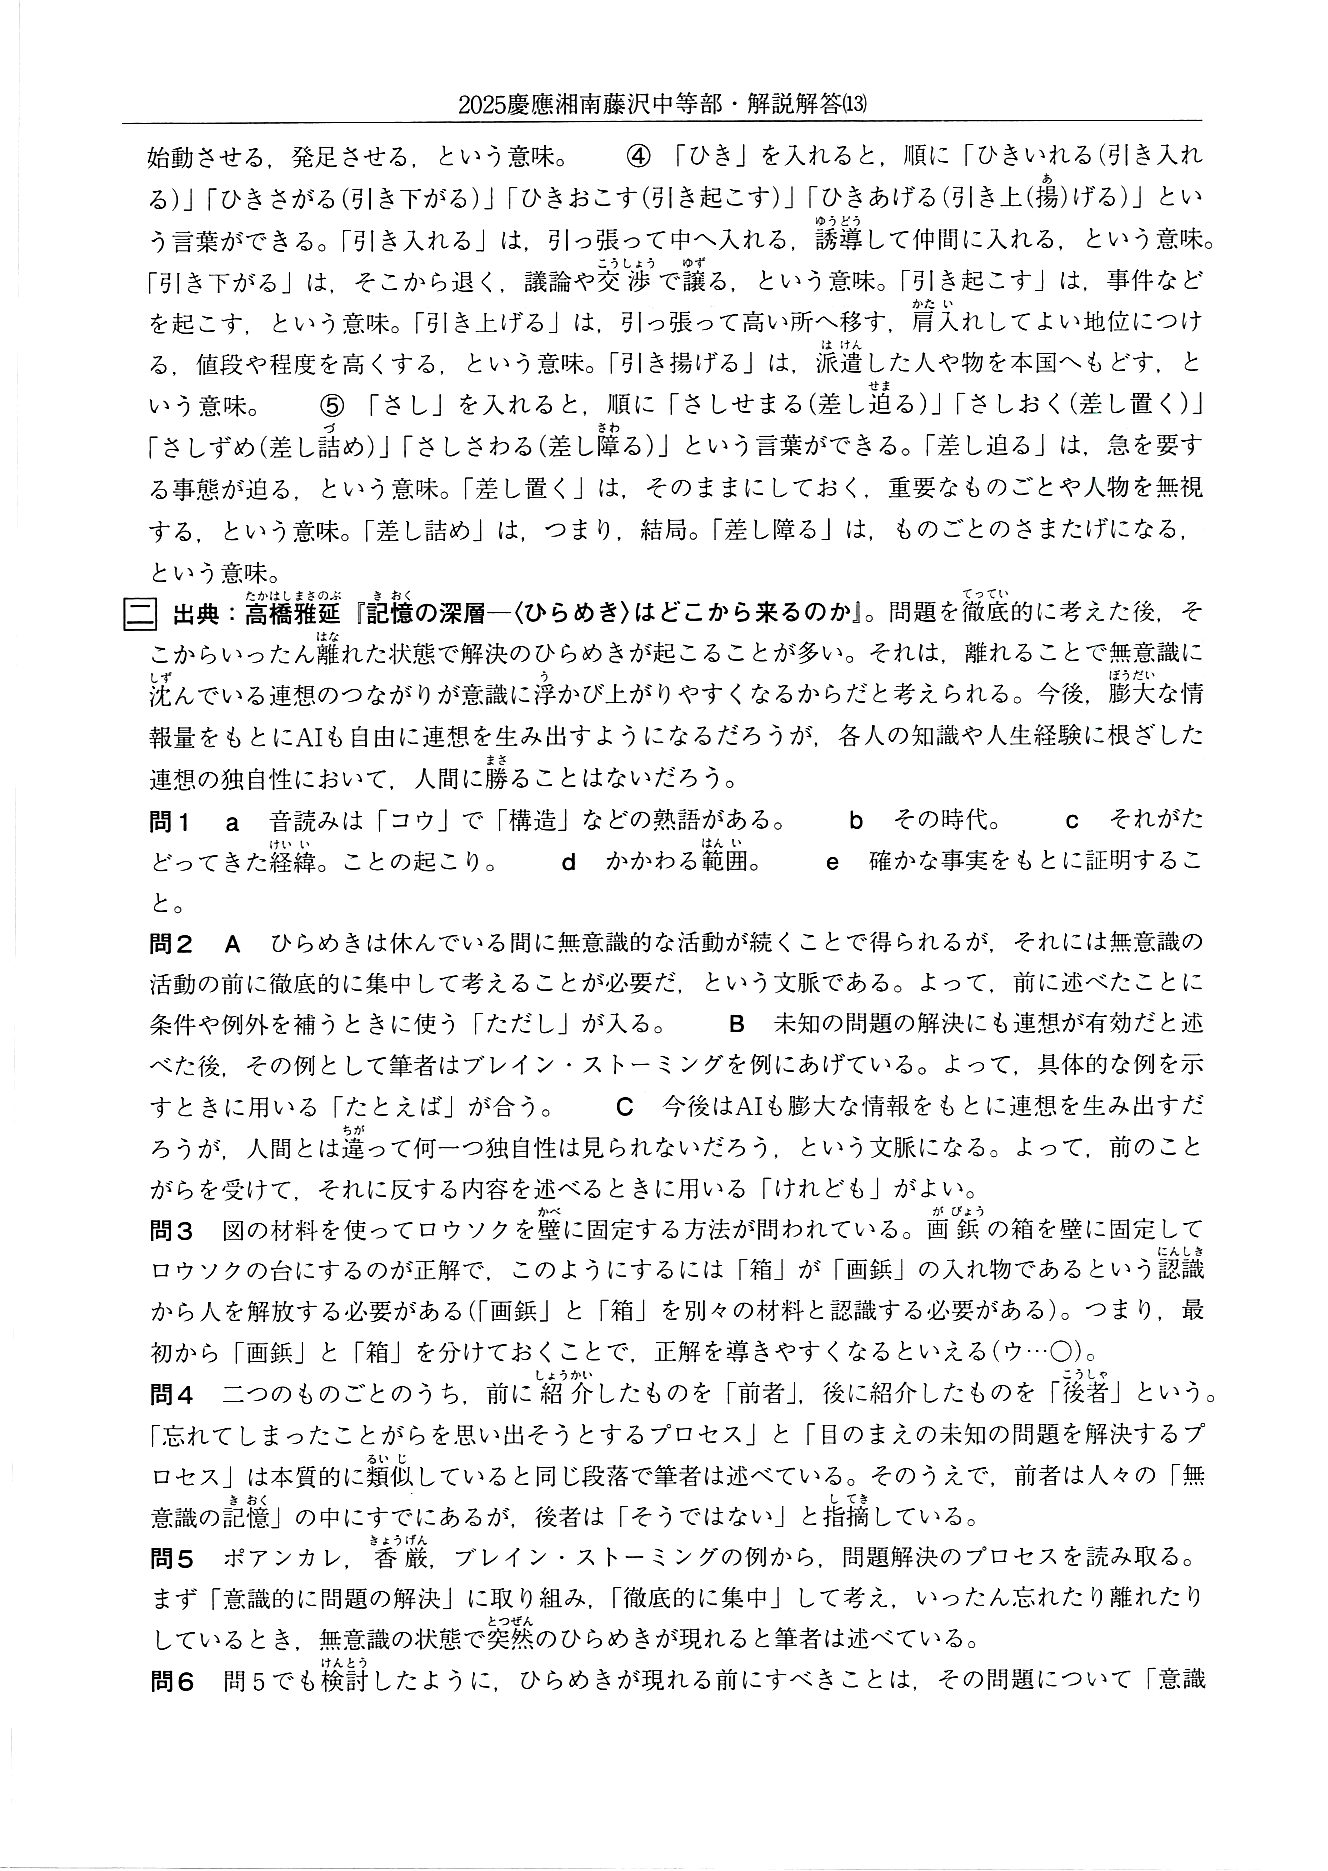 2025慶應湘南藤沢中等部・解説解答⒀
始動させる，発足させる，という意味。　④　「ひき」を入れると，順に「ひきいれる(引き入れ
る)」「ひきさがる(引き下がる)」「ひきおこす(引き起こす)」「ひきあげる(引き上(揚)げる)」とい
う言葉ができる。「引き入れる」は，引っ張って中へ入れる，誘導して仲間に入れる，という意味。
「引き下がる」は，そこから退く，議論や交渉で譲る，という意味。「引き起こす」は，事件など
を起こす，という意味。「引き上げる」は，引っ張って高い所へ移す，肩入れしてよい地位につけ
る，値段や程度を高くする，という意味。「引き揚げる」は，派遣した人や物を本国へもどす，と
いう意味。　⑤　「さし」を入れると，順に「さしせまる(差し迫る)」「さしおく(差し置く)」
「さしずめ(差し詰め)」「さしさわる(差し障る)」という言葉ができる。「差し迫る」は，急を要す
る事態が迫る，という意味。「差し置く」は，そのままにしておく，重要なものごとや人物を無視
する，という意味。「差し詰め」は，つまり，結局。「差し障る」は，ものごとのさまたげになる，
という意味。
二　出典：高橋雅延『記憶の深層―〈ひらめき〉はどこから来るのか』。問題を徹底的に考えた後，そ
こからいったん離れた状態で解決のひらめきが起こることが多い。それは，離れることで無意識に
沈んでいる連想のつながりが意識に浮かび上がりやすくなるからだと考えられる。今後，膨大な情
報量をもとにAIも自由に連想を生み出すようになるだろうが，各人の知識や人生経験に根ざした
連想の独自性において，人間に勝ることはないだろう。
問1　a　音読みは「コウ」で「構造」などの熟語がある。　b　その時代。　c　それがた
どってきた経緯。ことの起こり。　d　かかわる範囲。　e　確かな事実をもとに証明するこ
と。
問2　A　ひらめきは休んでいる間に無意識的な活動が続くことで得られるが，それには無意識の
活動の前に徹底的に集中して考えることが必要だ，という文脈である。よって，前に述べたことに
条件や例外を補うときに使う「ただし」が入る。　B　未知の問題の解決にも連想が有効だと述
べた後，その例として筆者はブレイン・ストーミングを例にあげている。よって，具体的な例を示
すときに用いる「たとえば」が合う。　C　今後はAIも膨大な情報をもとに連想を生み出すだ
ろうが，人間とは違って何一つ独自性は見られないだろう，という文脈になる。よって，前のこと
がらを受けて，それに反する内容を述べるときに用いる「けれども」がよい。
問3　図の材料を使ってロウソクを壁に固定する方法が問われている。画鋲の箱を壁に固定して
ロウソクの台にするのが正解で，このようにするには「箱」が「画鋲」の入れ物であるという認識
から人を解放する必要がある(「画鋲」と「箱」を別々の材料と認識する必要がある)。つまり，最
初から「画鋲」と「箱」を分けておくことで，正解を導きやすくなるといえる(ウ…〇)。
問4　二つのものごとのうち，前に紹介したものを「前者」，後に紹介したものを「後者」という。
「忘れてしまったことがらを思い出そうとするプロセス」と「目のまえの未知の問題を解決するプ
ロセス」は本質的に類似していると同じ段落で筆者は述べている。そのうえで，前者は人々の「無
意識の記憶」の中にすでにあるが，後者は「そうではない」と指摘している。
問5　ポアンカレ，香厳，ブレイン・ストーミングの例から，問題解決のプロセスを読み取る。
まず「意識的に問題の解決」に取り組み，「徹底的に集中」して考え，いったん忘れたり離れたり
しているとき，無意識の状態で突然のひらめきが現れると筆者は述べている。
問6　問5でも検討したように，ひらめきが現れる前にすべきことは，その問題について「意識